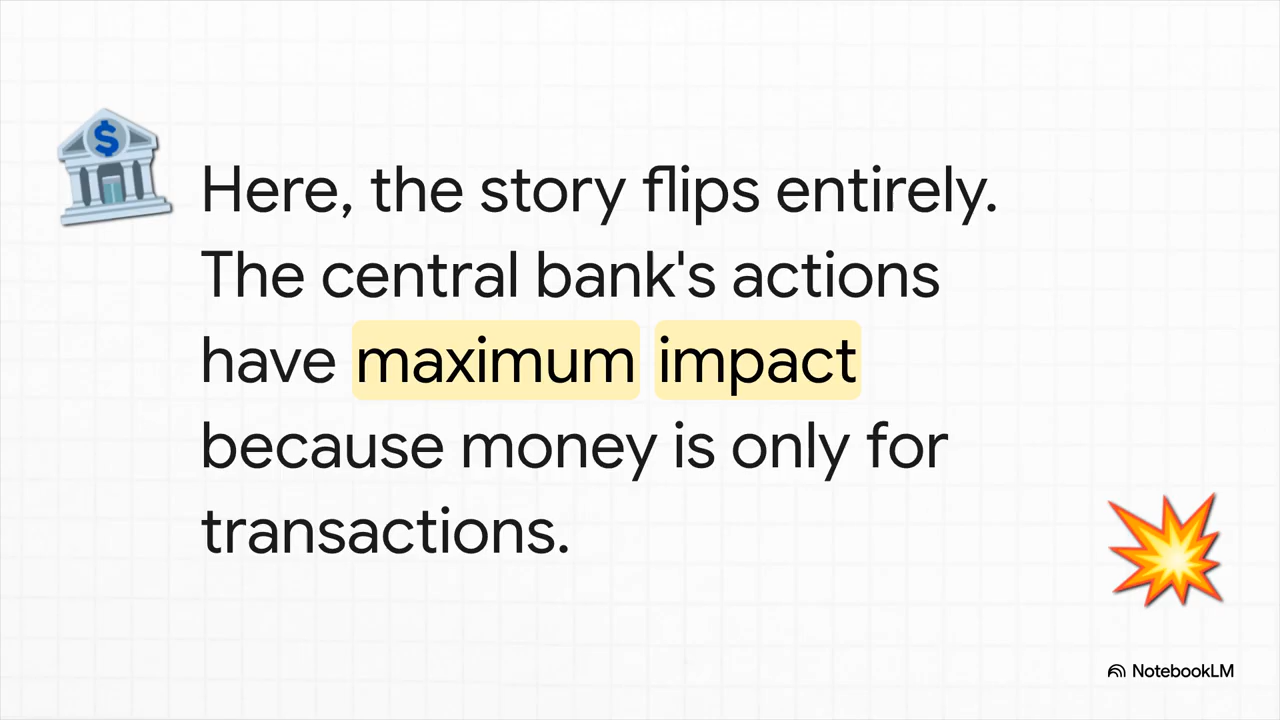 Here, the story flips entirely.
The central bank's actions
have maximum impact
because money is only for
transactions.
$
NotebookLM